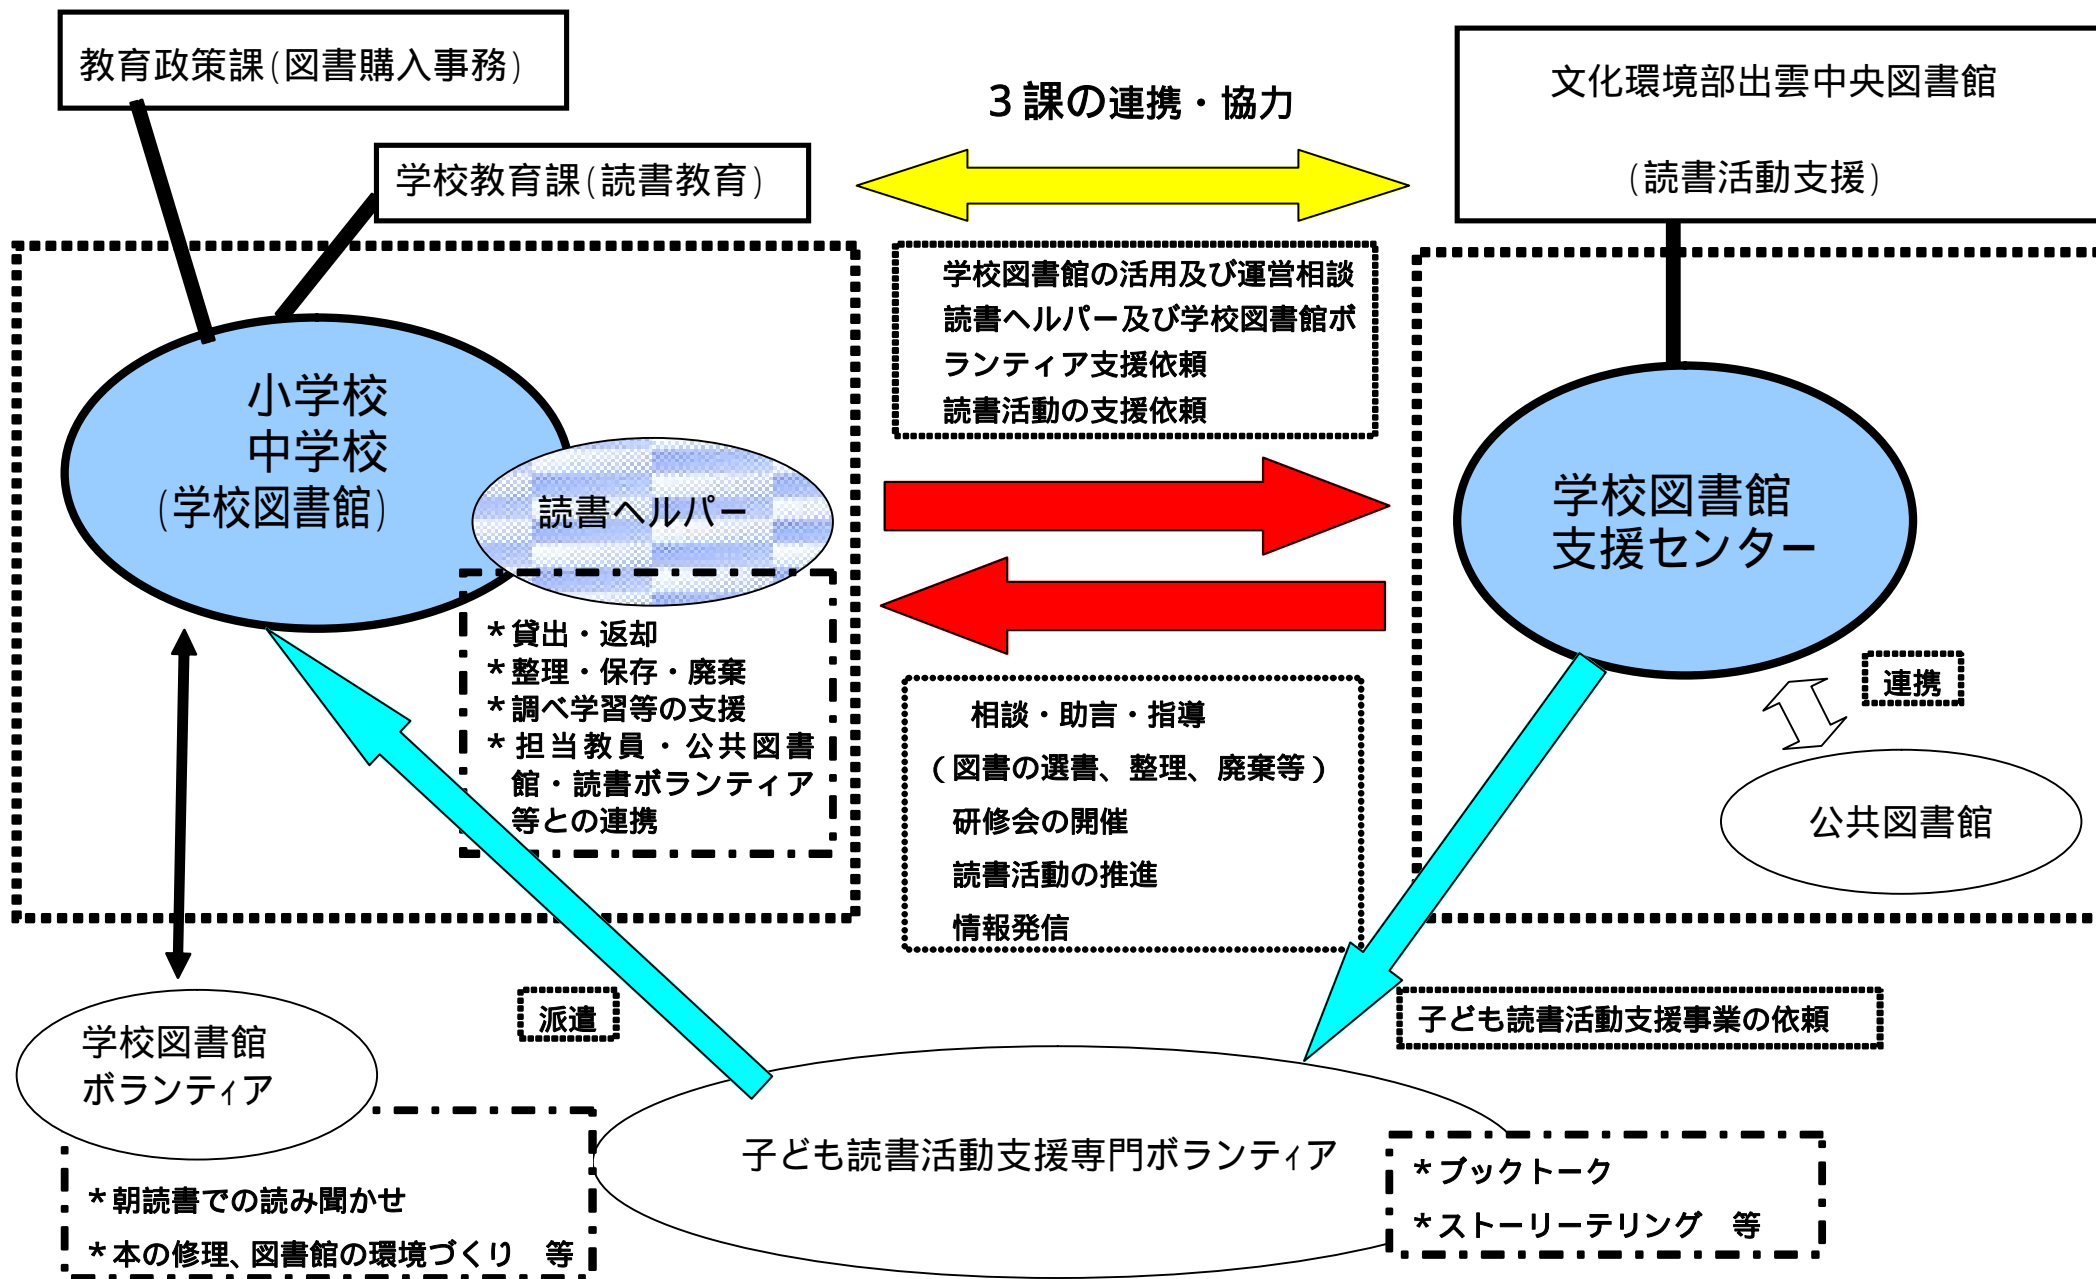 教育政策課(図書購入事務)
学校教育課(読書教育)
3課の連携・協力
文化環境部出雲中央図書館
(読書活動支援)
学校図書館の活用及び運営相談
読書ヘルパー及び学校図書館ボ
ランティア支援依頼
読書活動の支援依頼
小学校
中学校
(学校図書館)
読書ヘルパー
*貸出・返却
*整理・保存・廃棄
*調べ学習等の支援
*担当教員・公共図書
館・読書ボランティア
等との連携
学校図書館
支援センター
連携
公共図書館
相談・助言・指導
(図書の選書、整理、廃棄等)
研修会の開催
読書活動の推進
情報発信
派遣
子ども読書活動支援事業の依頼
学校図書館
ボランティア
*朝読書での読み聞かせ
*本の修理、図書館の環境づくり 等
子ども読書活動支援専門ボランティア
*ブックトーク
*ストーリーテリング 等